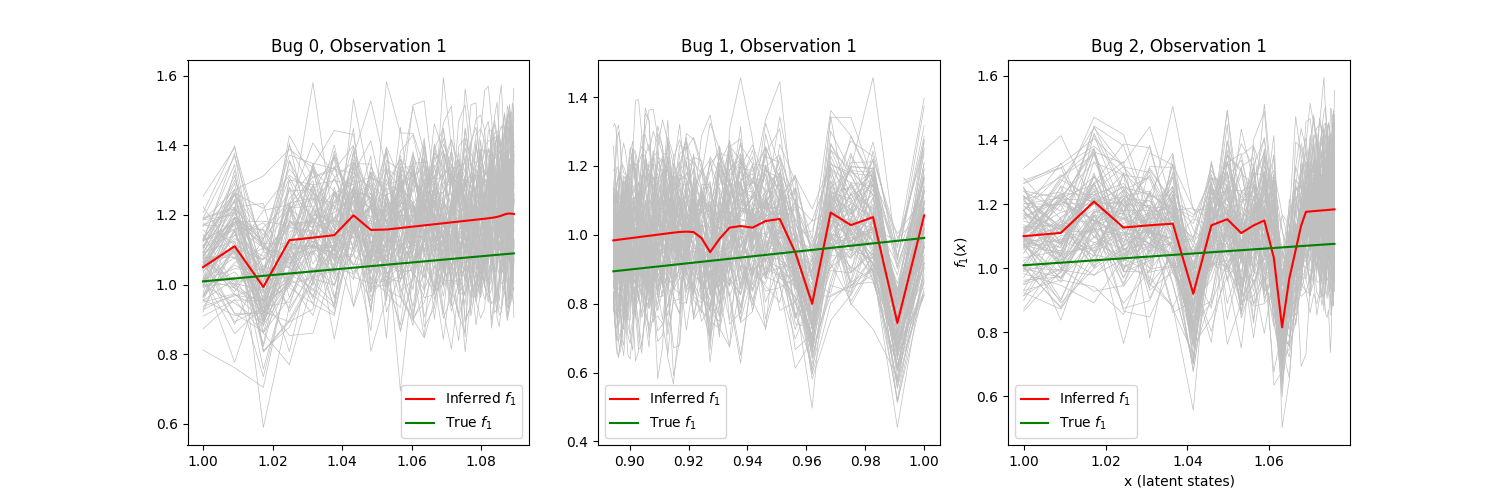 Bug 0, Observation 1
1.6
1.4
1.2
1.0
0.8
0.6
1.00 1.02 1.04 1.06 1.08
Inferred f₁
True f₁
Bug 1, Observation 1
1.4
1.2
1.0
0.8
0.6
0.4
0.90 0.92 0.94 0.96 0.98 1.00
Inferred f₁
True f₁
Bug 2, Observation 1
f₁(x)
1.6
1.4
1.2
1.0
0.8
0.6
1.00 1.02 1.04 1.06
x (latent states)
Inferred f₁
True f₁